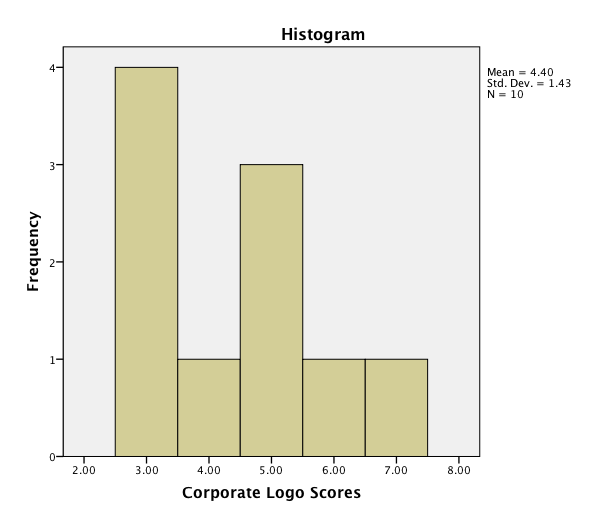 Histogram
Mean = 4.40
Std. Dev. = 1.43
N = 10
4
3
2
1
0
Frequency
2.00 3.00 4.00 5.00 6.00 7.00 8.00
Corporate Logo Scores